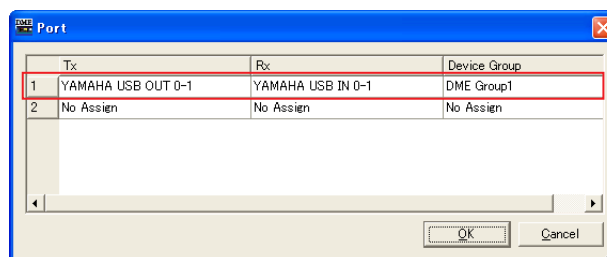 DME Port
Tx Rx Device Group
1 YAMAHA USB OUT 0-1 YAMAHA USB IN 0-1 DME Group1
2 No Assign No Assign No Assign
OK Cancel